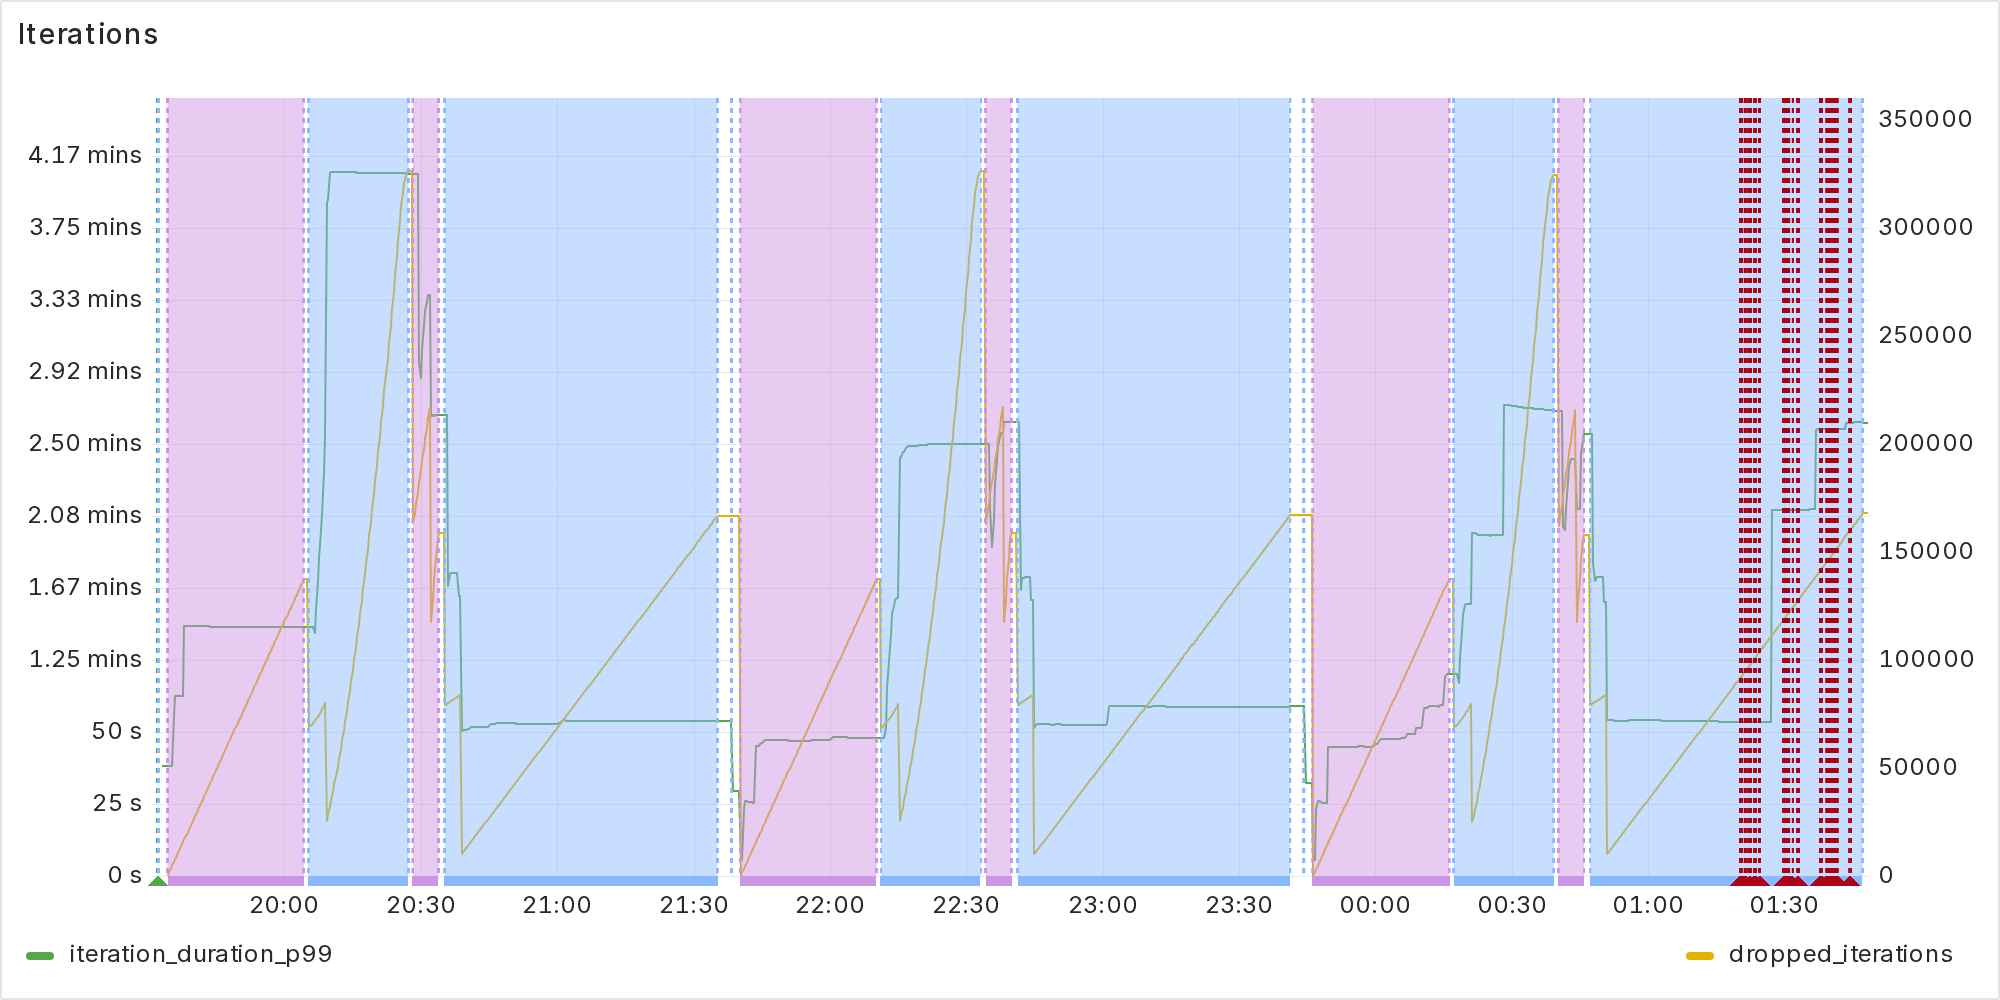 Iterations
4.17 mins
3.75 mins
3.33 mins
2.92 mins
2.50 mins
2.08 mins
1.67 mins
1.25 mins
50 s
25 s
0 s
350000
300000
250000
200000
150000
100000
50000
0
20:00 20:30 21:00 21:30 22:00 22:30 23:00 23:30 00:00 00:30 01:00 01:30
iteration_duration_p99 dropped_iterations